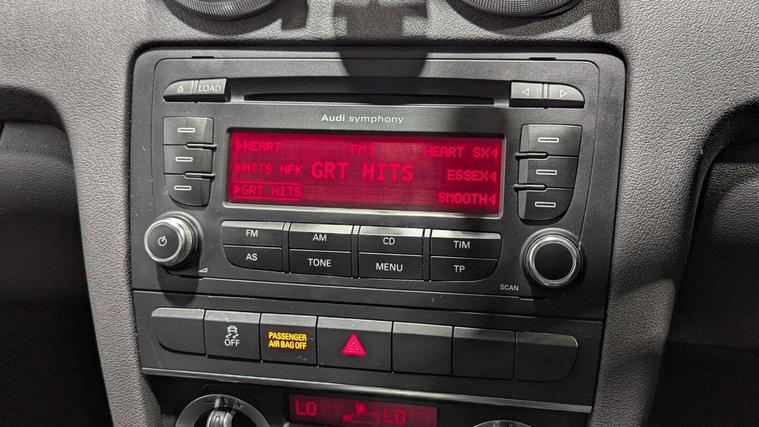 LOAD
Audi symphony
HEART FM1 HEART SX
HITS NFK GRT HITS ESSEX
GRT HITS SMOOTH
FM AM CD TIM
AS TONE MENU TP
SCAN
OFF
PASSENGER
AIR BAG OFF
LO LO